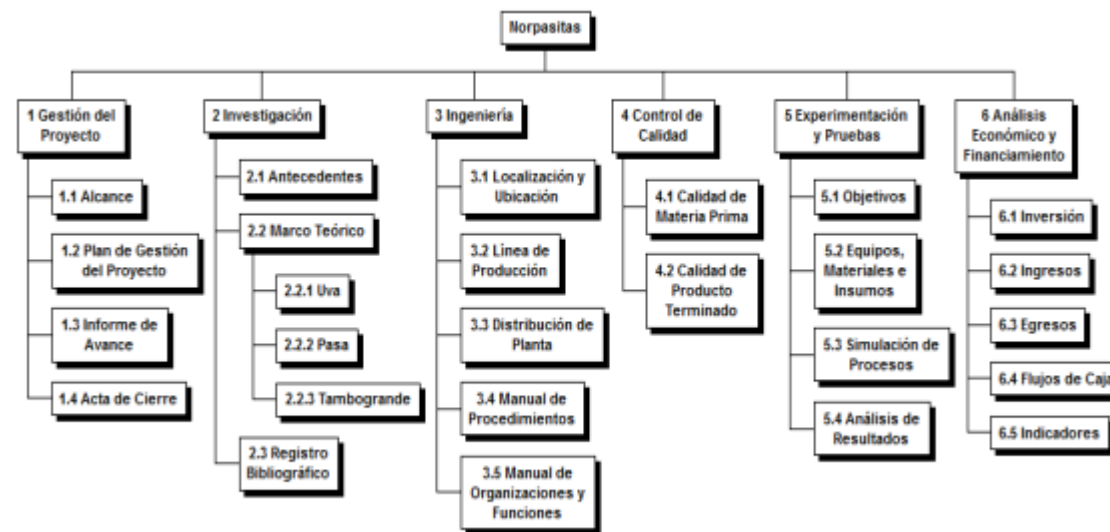 Norpasitas
1 Gestión del
Proyecto
1.1 Alcance
1.2 Plan de Gestión
del Proyecto
1.3 Informe de
Avance
1.4 Acta de Cierre
2 Investigación
2.1 Antecedentes
2.2 Marco Teórico
2.2.1 Uva
2.2.2 Pasa
2.2.3 Tambogrande
2.3 Registro
Bibliográfico
3 Ingeniería
3.1 Localización y
Ubicación
3.2 Línea de
Producción
3.3 Distribución de
Planta
3.4 Manual de
Procedimientos
3.5 Manual de
Organizaciones y
Funciones
4 Control de
Calidad
4.1 Calidad de
Materia Prima
4.2 Calidad de
Producto
Terminado
5 Experimentación
y Pruebas
5.1 Objetivos
5.2 Equipos,
Materiales e
Insumos
5.3 Simulación de
Procesos
5.4 Análisis de
Resultados
6 Análisis
Económico y
Financiamiento
6.1 Inversión
6.2 Ingresos
6.3 Egresos
6.4 Flujos de Caja
6.5 Indicadores